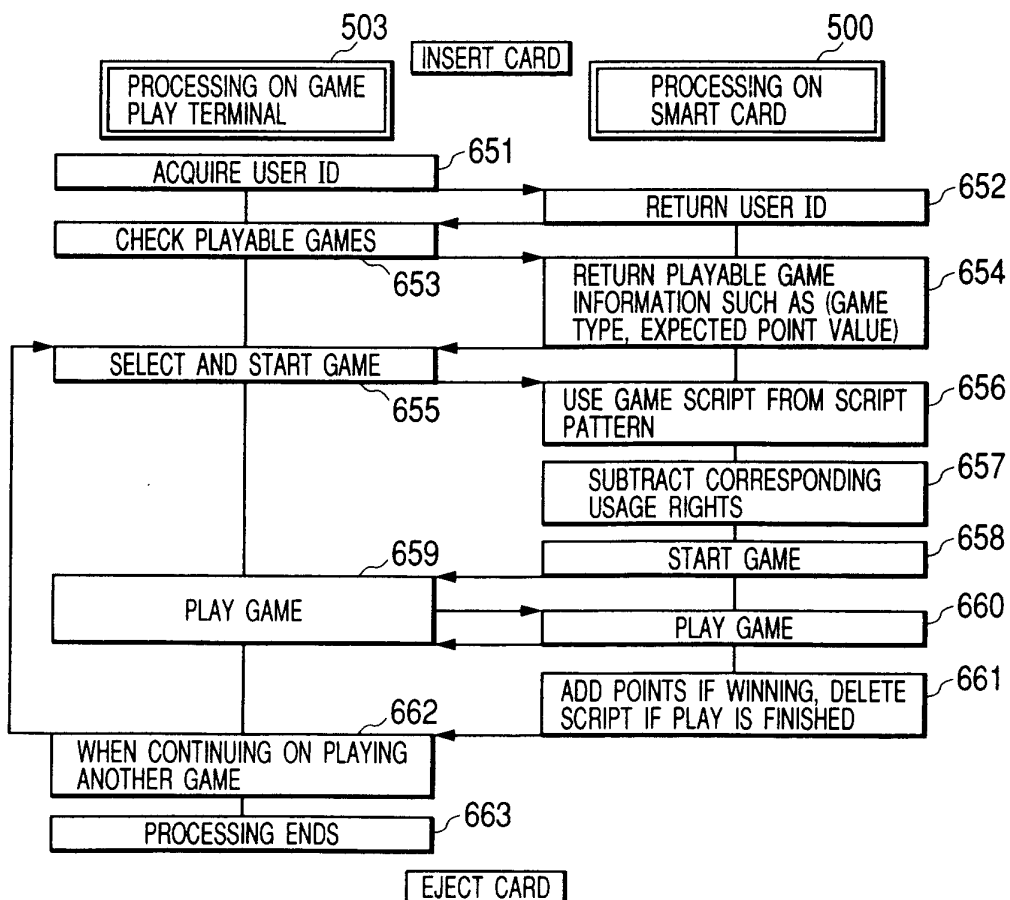 503
INSERT CARD
500
PROCESSING ON GAME
PLAY TERMINAL
PROCESSING ON
SMART CARD
651
ACQUIRE USER ID
652
RETURN USER ID
CHECK PLAYABLE GAMES
653
654
RETURN PLAYABLE GAME
INFORMATION SUCH AS (GAME
TYPE, EXPECTED POINT VALUE)
SELECT AND START GAME
655
656
USE GAME SCRIPT FROM SCRIPT
PATTERN
657
SUBTRACT CORRESPONDING
USAGE RIGHTS
658
START GAME
659
PLAY GAME
660
PLAY GAME
661
ADD POINTS IF WINNING, DELETE
SCRIPT IF PLAY IS FINISHED
662
WHEN CONTINUING ON PLAYING
ANOTHER GAME
663
PROCESSING ENDS
EJECT CARD